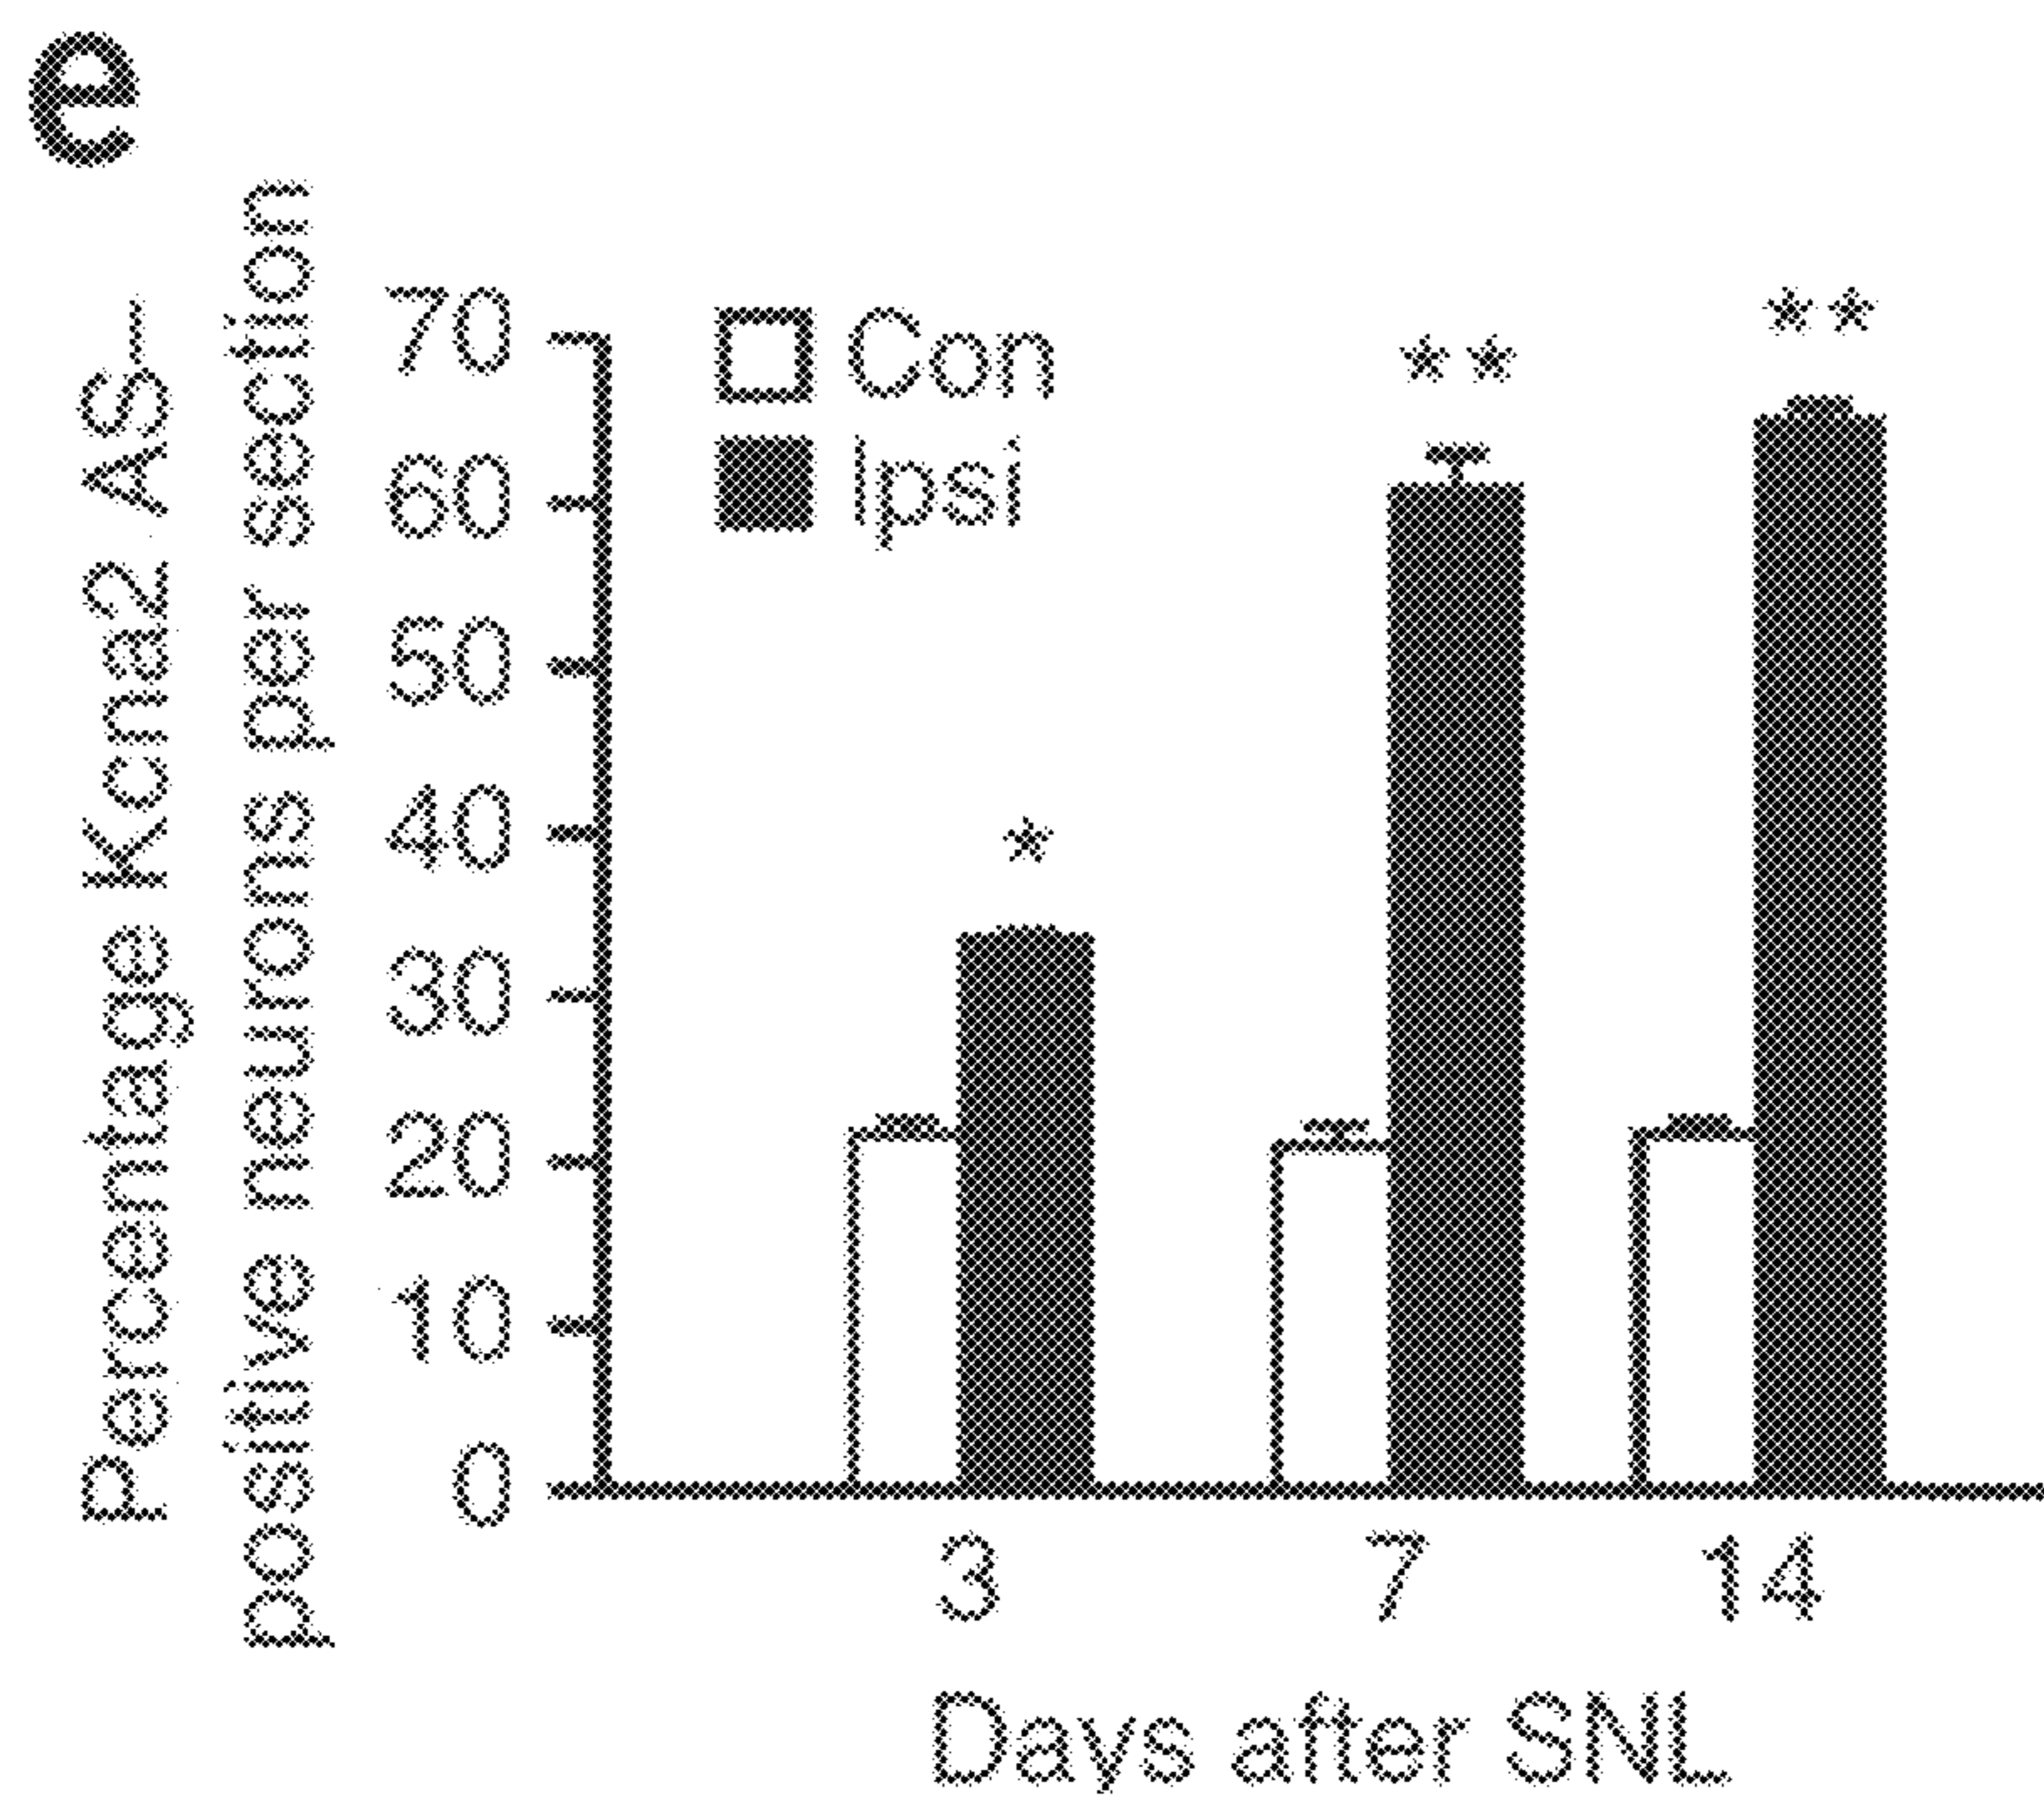 e
Percentage Kcna2 AS–
positive neurons per section
70
60
50
40
30
20
10
0
Con
Ipsi
*
**
**
3 7 14
Days after SNL